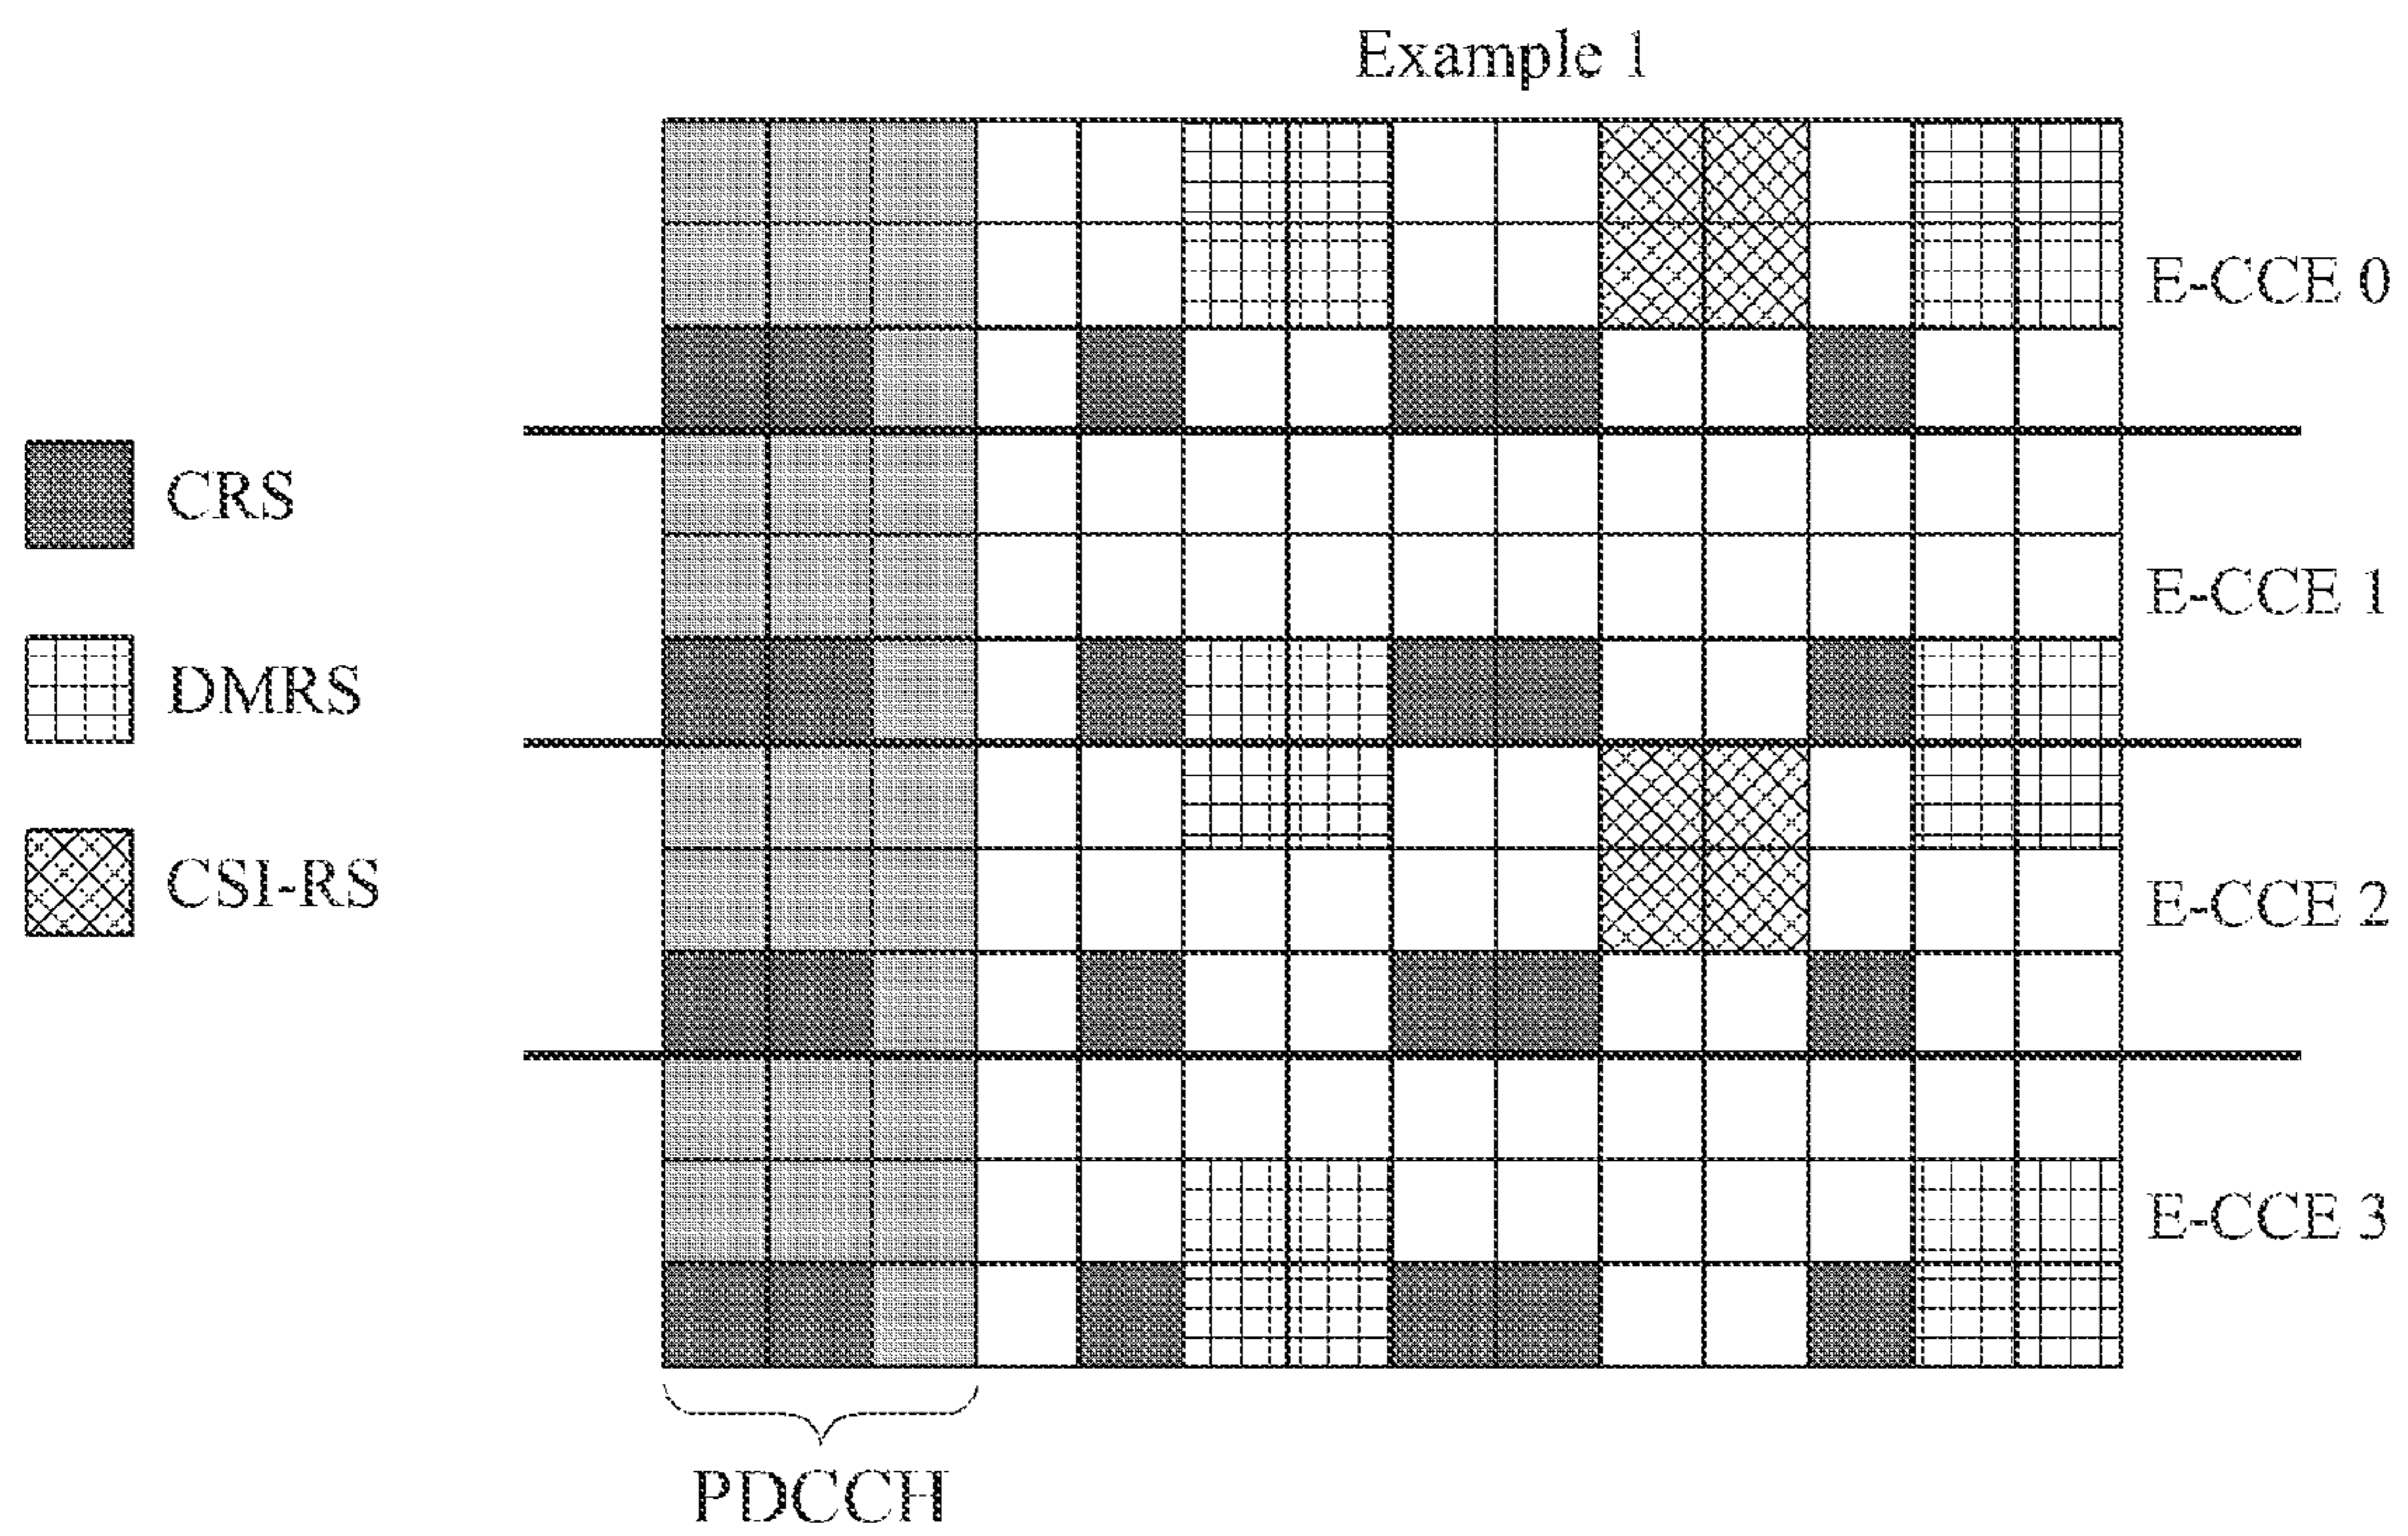 Example 1
E-CCE 0
CRS
E-CCE 1
DMRS
CSI-RS
E-CCE 2
E-CCE 3
PDCCH